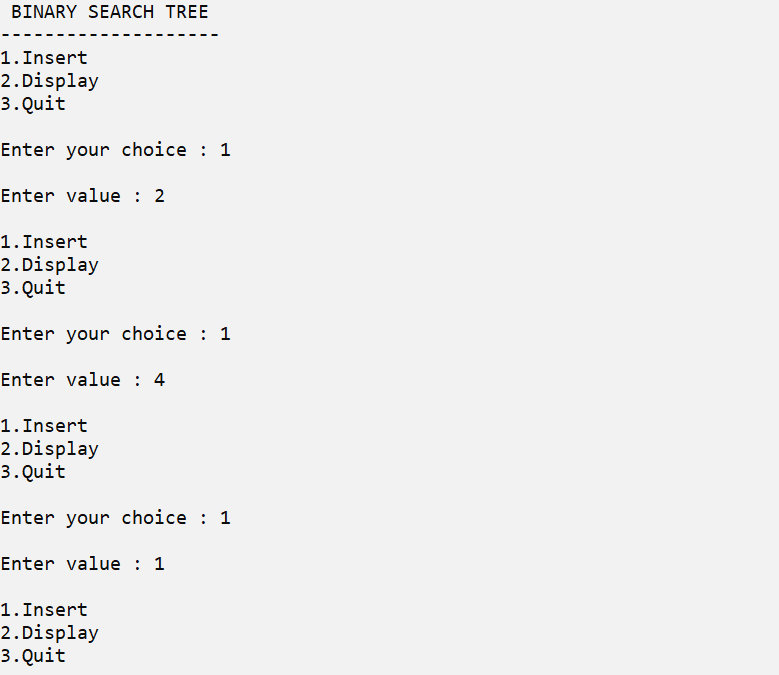 BINARY SEARCH TREE
--------------------
1.Insert
2.Display
3.Quit
Enter your choice : 1
Enter value : 2
1.Insert
2.Display
3.Quit
Enter your choice : 1
Enter value : 4
1.Insert
2.Display
3.Quit
Enter your choice : 1
Enter value : 1
1.Insert
2.Display
3.Quit